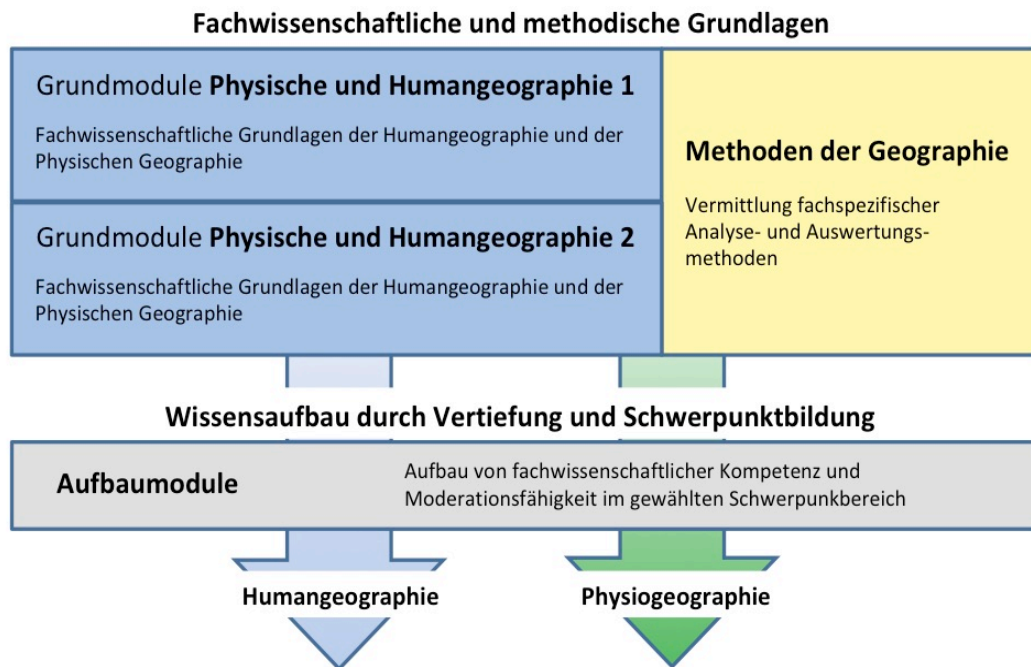 Fachwissenschaftliche und methodische Grundlagen
Grundmodule Physische und Humangeographie 1
Fachwissenschaftliche Grundlagen der Humangeographie und der
Physischen Geographie
Grundmodule Physische und Humangeographie 2
Fachwissenschaftliche Grundlagen der Humangeographie und der
Physischen Geographie
Methoden der Geographie
Vermittlung fachspezifischer
Analyse- und Auswertungs-
methoden
Wissensaufbau durch Vertiefung und Schwerpunktbildung
Aufbaumodule
Aufbau von fachwissenschaftlicher Kompetenz und
Moderationsfähigkeit im gewählten Schwerpunkbereich
Humangeographie
Physiogeographie